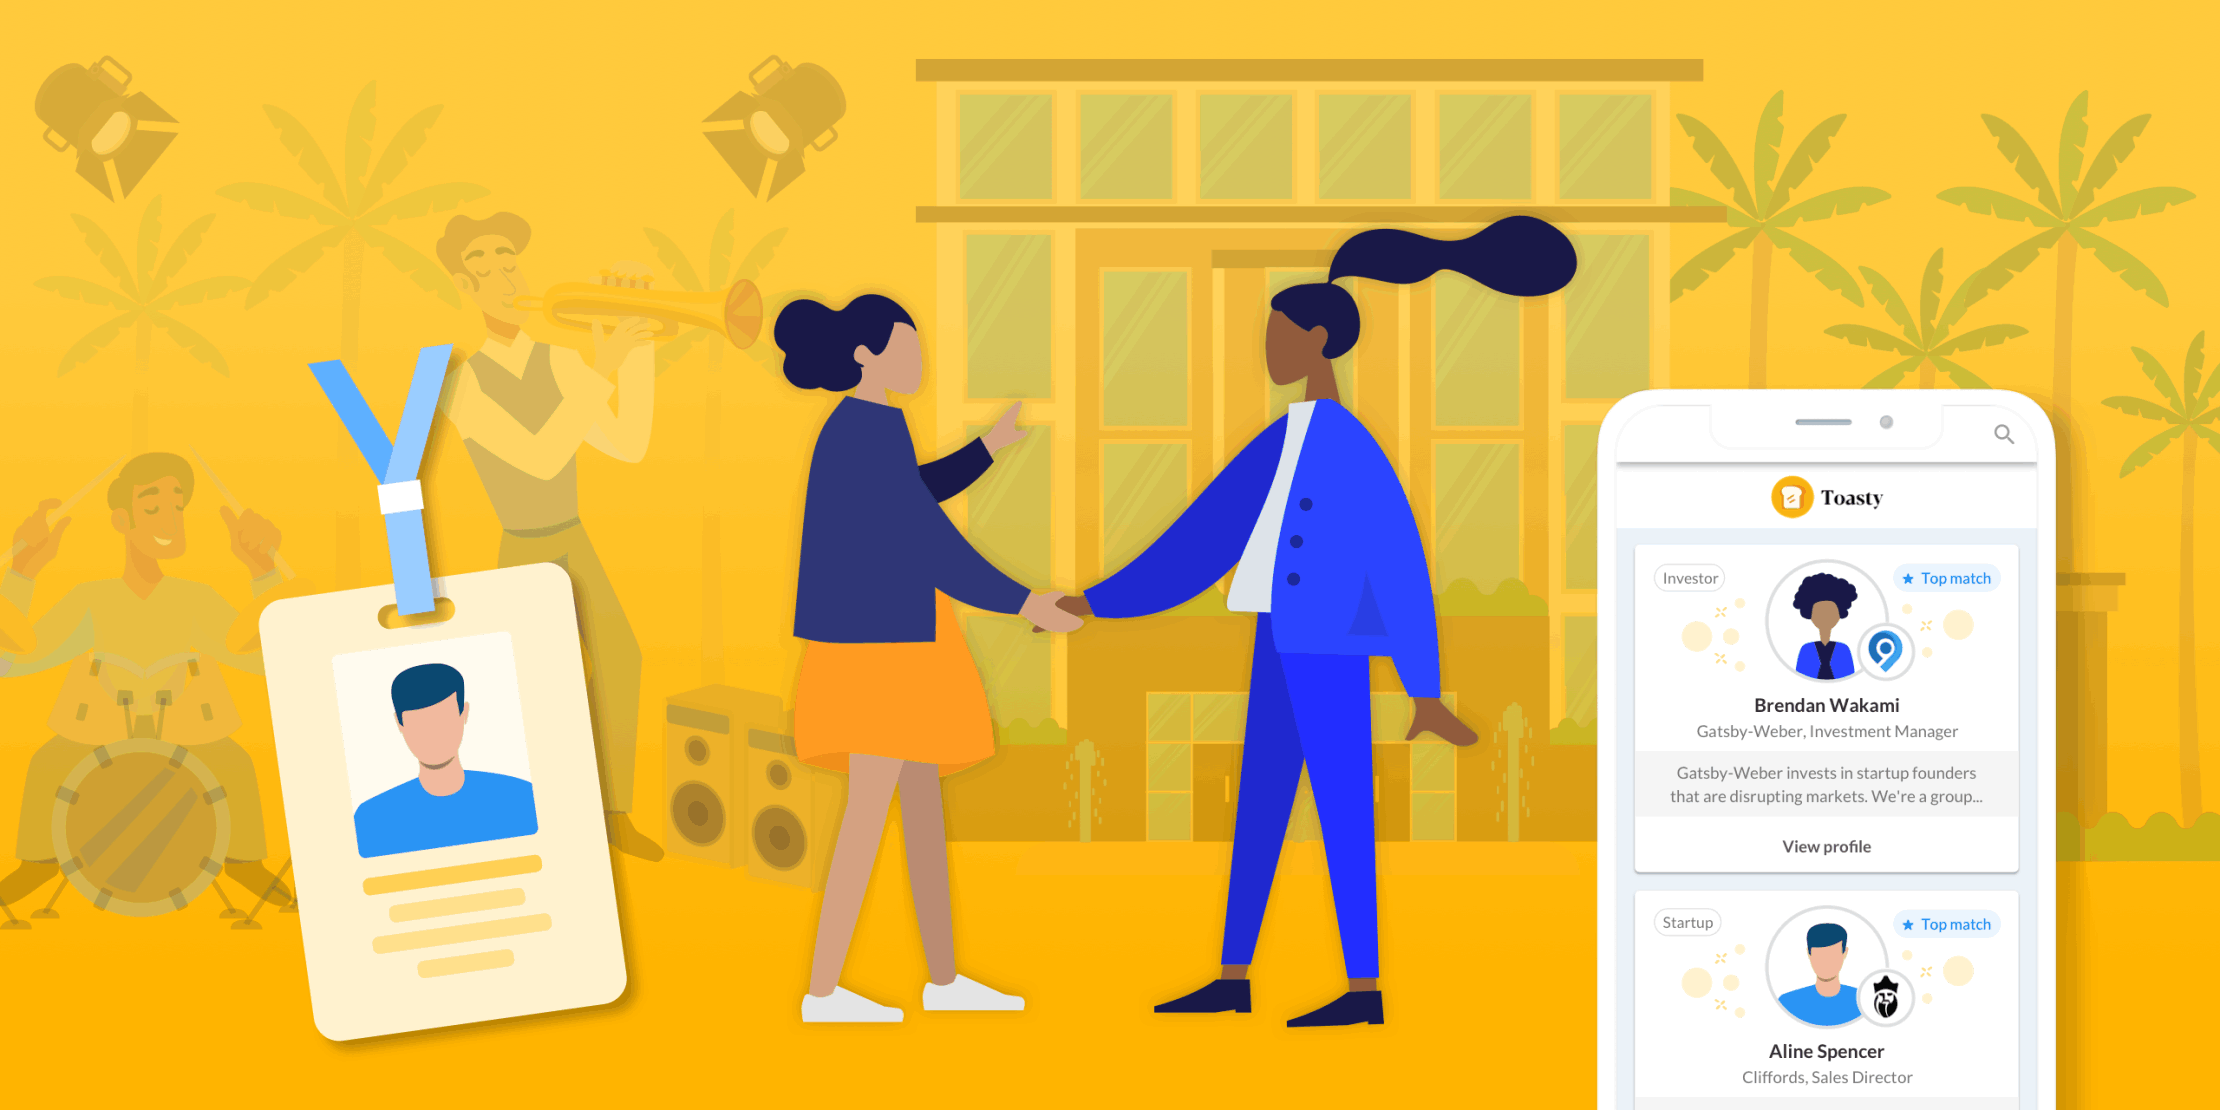 Toasty
Investor
Top match
Brendan Wakami
Gatsby-Weber, Investment Manager
Gatsby-Weber invests in startup founders
that are disrupting markets. We're a group...
View profile
Startup
Top match
Aline Spencer
Cliffords, Sales Director